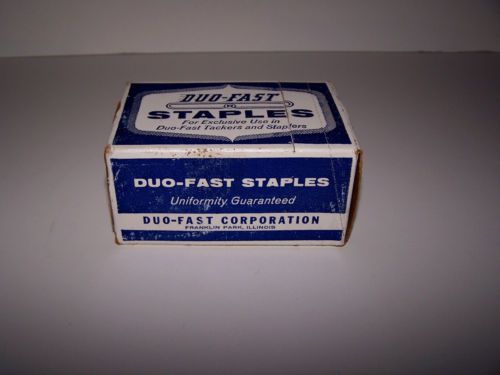 DUO-FAST
STAPLES
For Exclusive Use in
Duo-Fast Tackers and Staplers
DUO-FAST STAPLES
Uniformity Guaranteed
DUO-FAST CORPORATION
FRANKLIN PARK, ILLINOIS